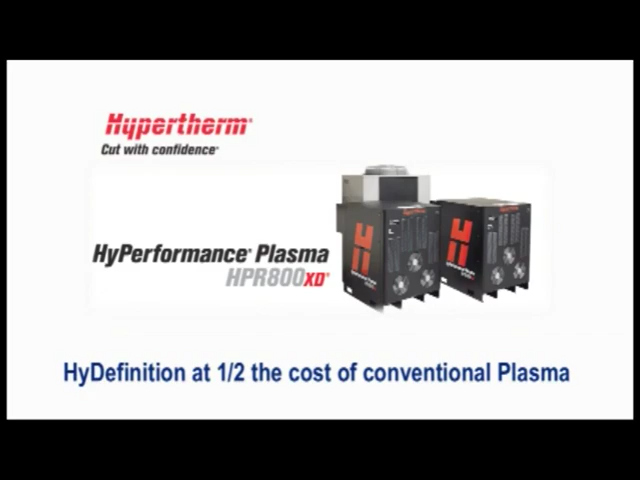 Hypertherm®
Cut with confidence®
HyPerformance® Plasma
HPR800XD®
HyDefinition at 1/2 the cost of conventional Plasma